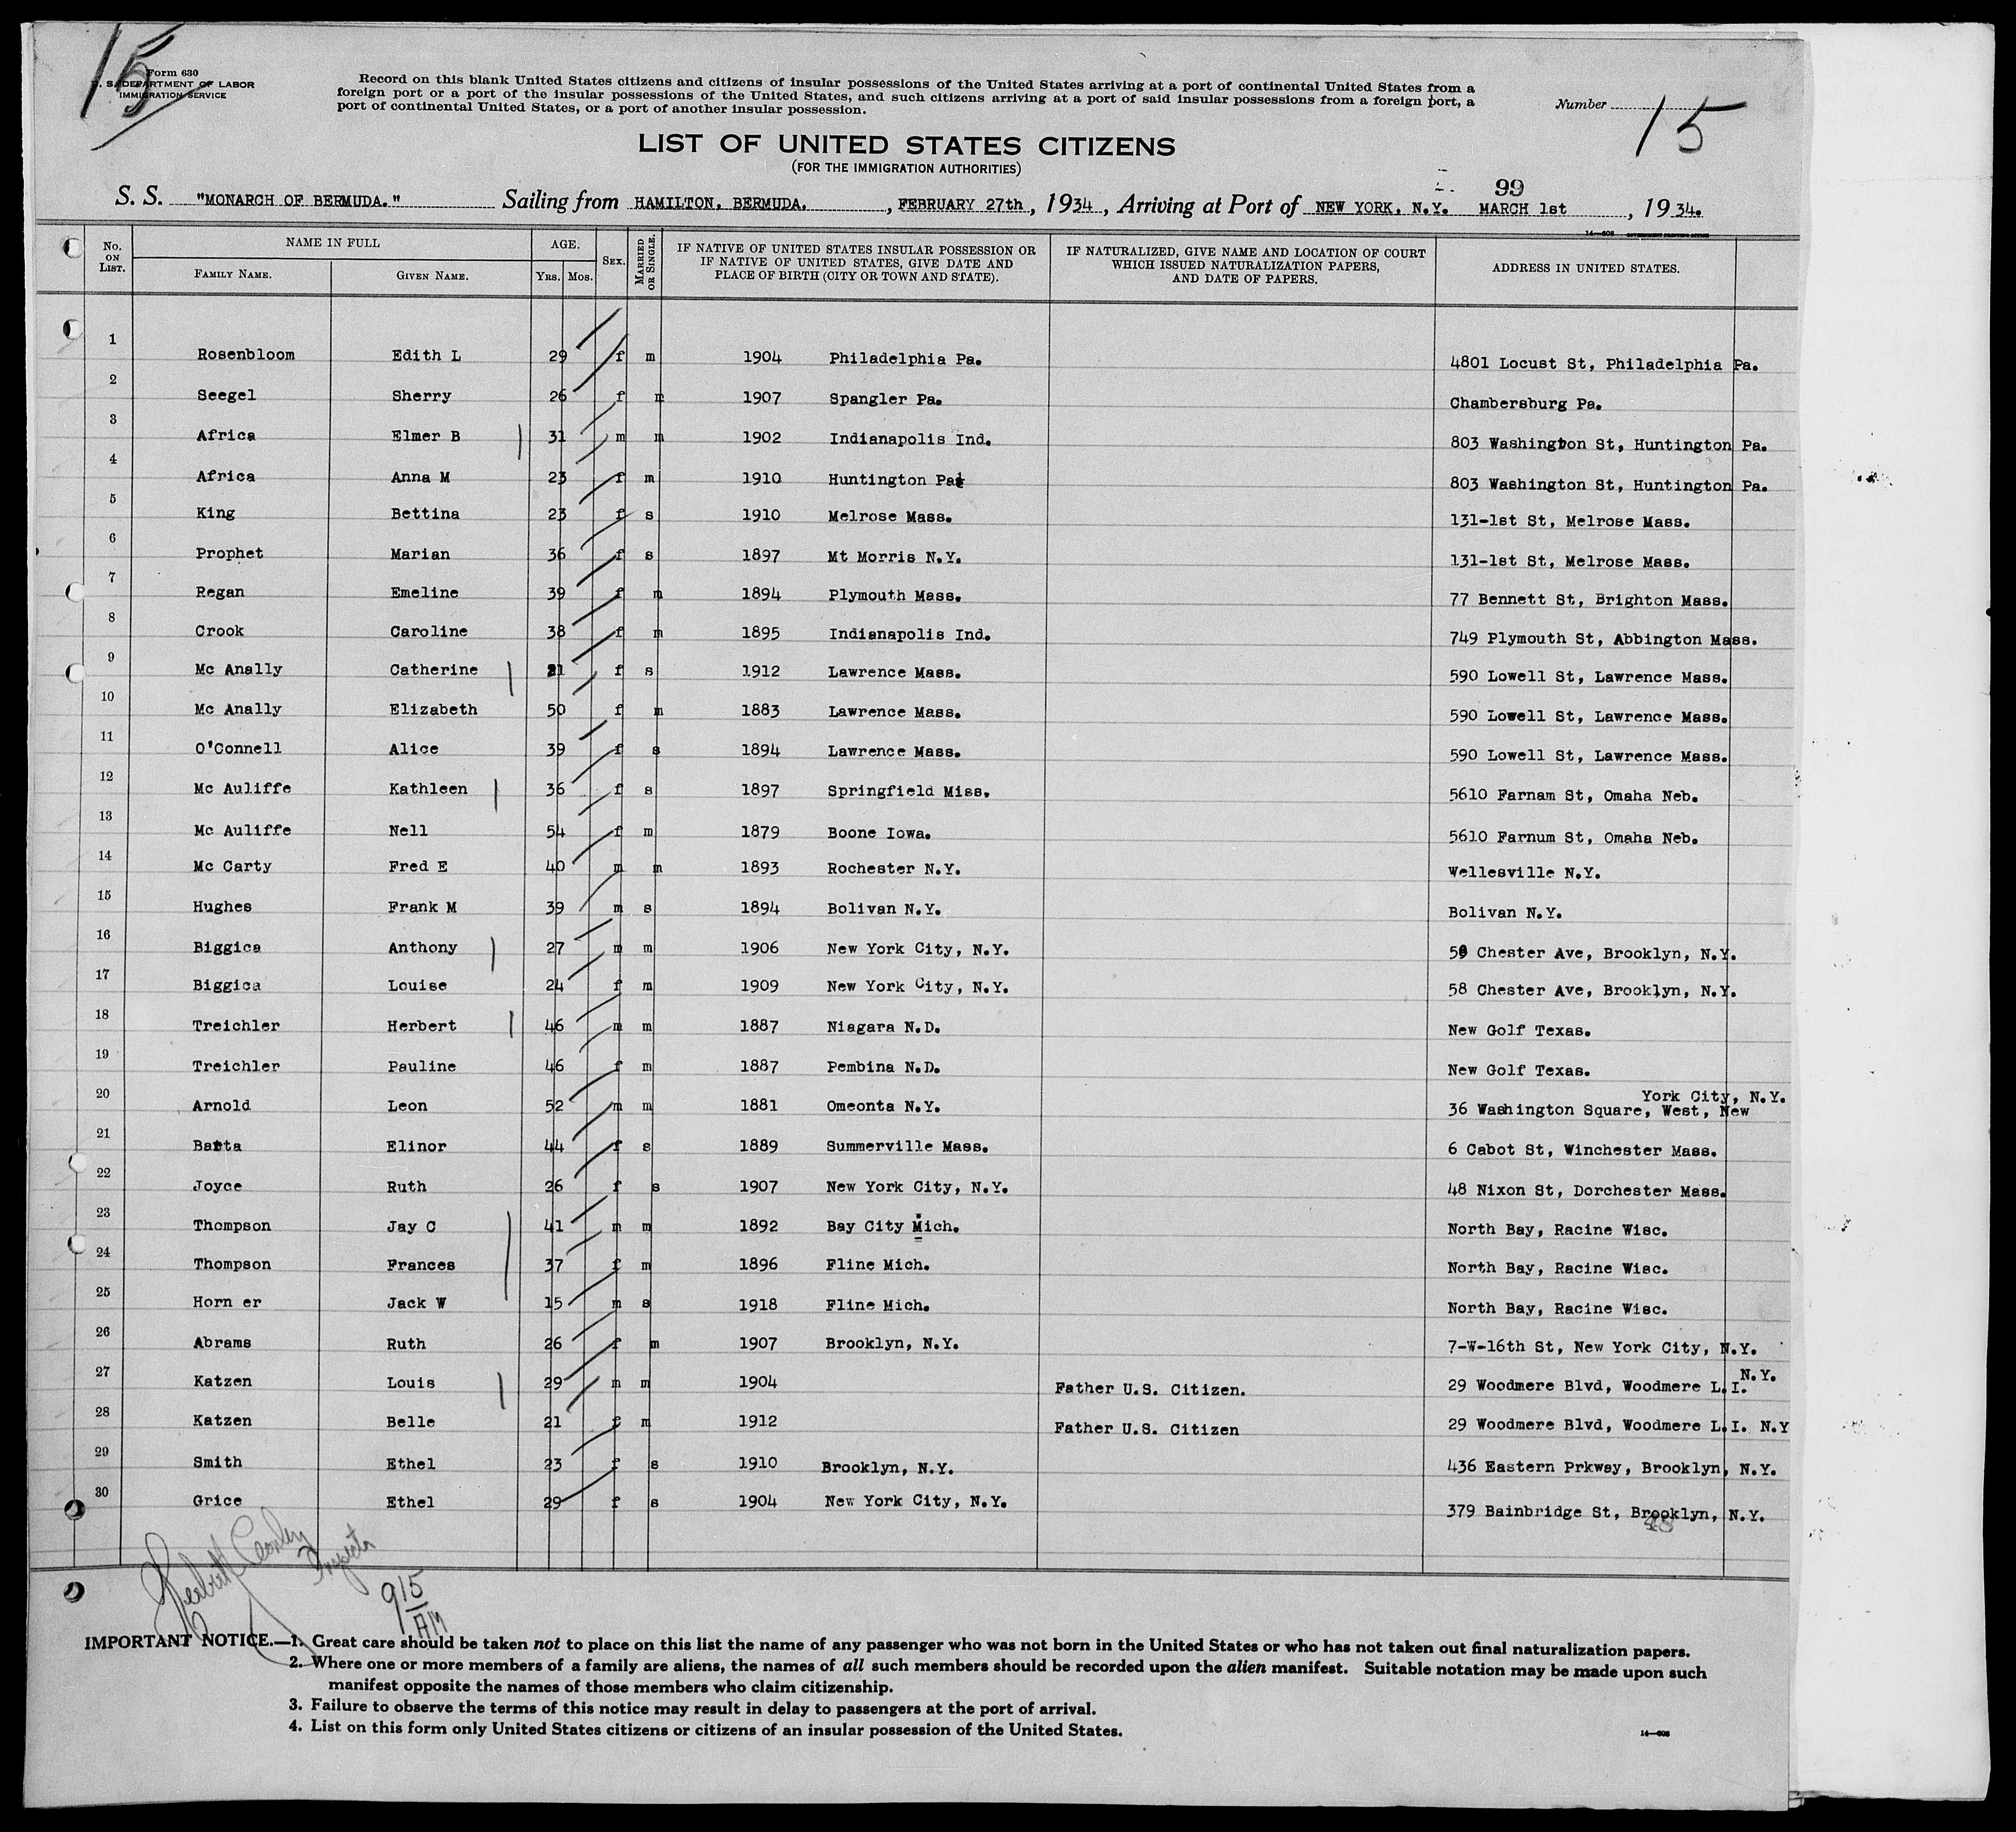 15
Form 630
U. S. DEPARTMENT OF LABOR
IMMIGRATION SERVICE
Record on this blank United States citizens and citizens of insular possessions of the United States arriving at a port of continental United States from a
foreign port or a port of the insular possessions of the United States, and such citizens arriving at a port of said insular possessions from a foreign port, a
port of continental United States, or a port of another insular possession.
Number 15
LIST OF UNITED STATES CITIZENS
(FOR THE IMMIGRATION AUTHORITIES)
99
S. S. "MONARCH OF BERMUDA." Sailing from HAMILTON, BERMUDA. , FEBRUARY 27th , 1934 , Arriving at Port of NEW YORK, N.Y. MARCH 1st , 1934.
14—608 GOVERNMENT PRINTING OFFICE
No. ON LIST. NAME IN FULL AGE. SEX. MARRIED OR SINGLE. IF NATIVE OF UNITED STATES INSULAR POSSESSION OR IF NATIVE OF UNITED STATES, GIVE DATE AND PLACE OF BIRTH (CITY OR TOWN AND STATE). IF NATURALIZED, GIVE NAME AND LOCATION OF COURT WHICH ISSUED NATURALIZATION PAPERS, AND DATE OF PAPERS. ADDRESS IN UNITED STATES.
FAMILY NAME. GIVEN NAME. YRS. MOS.
1 Rosenbloom Edith L 29 f m 1904 Philadelphia Pa. 4801 Locust St, Philadelphia Pa.
2 Seegel Sherry 26 f m 1907 Spangler Pa. Chambersburg Pa.
3 Africa Elmer B 31 m m 1902 Indianapolis Ind. 803 Washington St, Huntington Pa.
4 Africa Anna M 23 f m 1910 Huntington Pa. 803 Washington St, Huntington Pa.
5 King Bettina 23 f s 1910 Melrose Mass. 131-1st St, Melrose Mass.
6 Prophet Marian 36 f s 1897 Mt Morris N.Y. 131-1st St, Melrose Mass.
7 Regan Emeline 39 f m 1894 Plymouth Mass. 77 Bennett St, Brighton Mass.
8 Crook Caroline 38 f m 1895 Indianapolis Ind. 749 Plymouth St, Abbington Mass.
9 Mc Anally Catherine 21 f s 1912 Lawrence Mass. 590 Lowell St, Lawrence Mass.
10 Mc Anally Elizabeth 50 f m 1883 Lawrence Mass. 590 Lowell St, Lawrence Mass.
11 O'Connell Alice 39 f s 1894 Lawrence Mass. 590 Lowell St, Lawrence Mass.
12 Mc Auliffe Kathleen 36 f s 1897 Springfield Miss. 5610 Farnam St, Omaha Neb.
13 Mc Auliffe Nell 54 f m 1879 Boone Iowa. 5610 Farnum St, Omaha Neb.
14 Mc Carty Fred E 40 m m 1893 Rochester N.Y. Wellesville N.Y.
15 Hughes Frank M 39 m s 1894 Bolivan N.Y. Bolivan N.Y.
16 Biggica Anthony 27 m m 1906 New York City, N.Y. 58 Chester Ave, Brooklyn, N.Y.
17 Biggica Louise 24 f m 1909 New York City, N.Y. 58 Chester Ave, Brooklyn, N.Y.
18 Treichler Herbert 46 m m 1887 Niagara N.D. New Golf Texas.
19 Treichler Pauline 46 f m 1887 Pembina N.D. New Golf Texas.
York City, N.Y.
20 Arnold Leon 52 m m 1881 Omeonta N.Y. 36 Washington Square, West, New
21 Batta Elinor 44 f s 1889 Summerville Mass. 6 Cabot St, Winchester Mass.
22 Joyce Ruth 26 f s 1907 New York City, N.Y. 48 Nixon St, Dorchester Mass.
23 Thompson Jay C 41 m m 1892 Bay City Mich. North Bay, Racine Wisc.
24 Thompson Frances 37 f m 1896 Fline Mich. North Bay, Racine Wisc.
25 Horn er Jack W 15 m s 1918 Fline Mich. North Bay, Racine Wisc.
26 Abrams Ruth 26 f m 1907 Brooklyn, N.Y. 7-W-16th St, New York City, N.Y.
N.Y.
27 Katzen Louis 29 m m 1904 Father U.S. Citizen. 29 Woodmere Blvd, Woodmere L.I.
28 Katzen Belle 21 f m 1912 Father U.S. Citizen 29 Woodmere Blvd, Woodmere L.I. N.Y
29 Smith Ethel 23 f s 1910 Brooklyn, N.Y. 436 Eastern Prkway, Brooklyn, N.Y.
30 Grice Ethel 29 f s 1904 New York City, N.Y. 379 Bainbridge St, Brooklyn, N.Y.
48
Inspector
915
AM
IMPORTANT NOTICE.—1. Great care should be taken not to place on this list the name of any passenger who was not born in the United States or who has not taken out final naturalization papers.
2. Where one or more members of a family are aliens, the names of all such members should be recorded upon the alien manifest. Suitable notation may be made upon such
manifest opposite the names of those members who claim citizenship.
3. Failure to observe the terms of this notice may result in delay to passengers at the port of arrival.
4. List on this form only United States citizens or citizens of an insular possession of the United States.
14—608